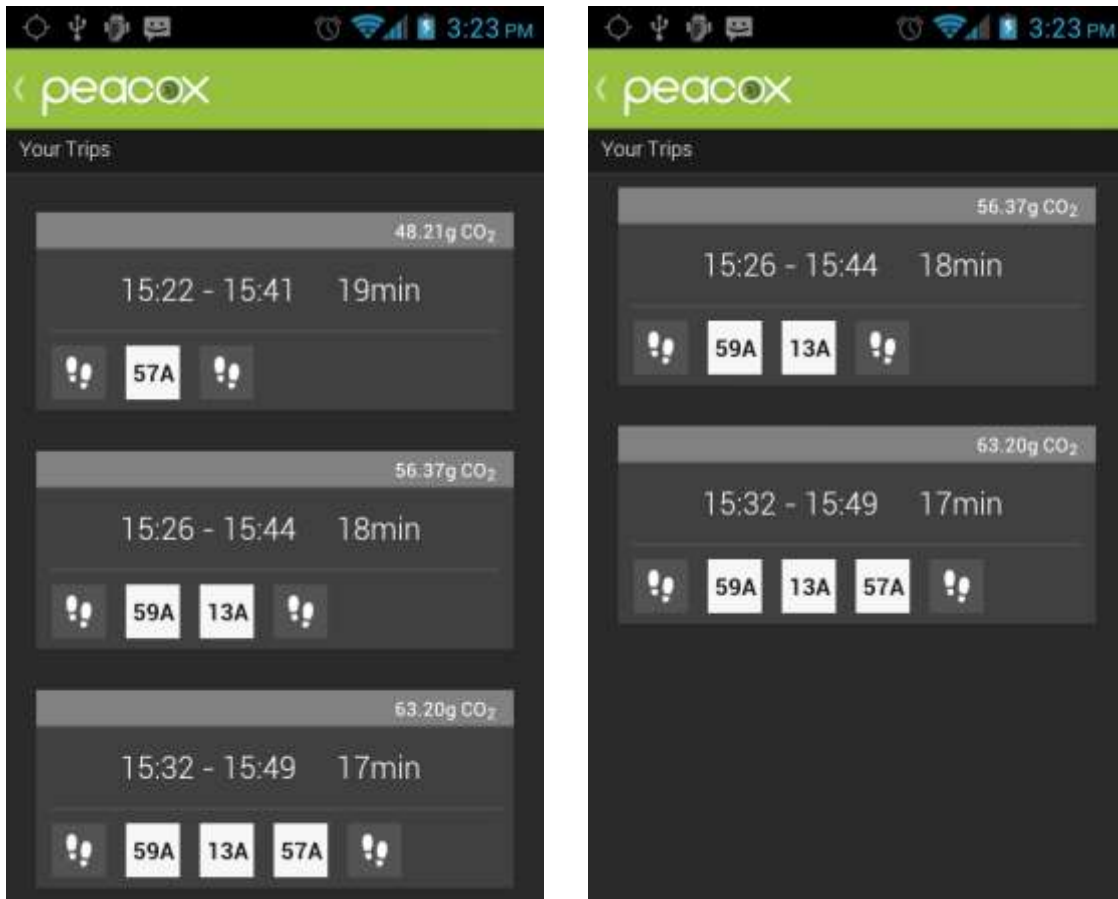 3:23 PM
peacox
Your Trips
48.21g CO₂
15:22 - 15:41 19min
57A
56.37g CO₂
15:26 - 15:44 18min
59A 13A
63.20g CO₂
15:32 - 15:49 17min
59A 13A 57A
3:23 PM
peacox
Your Trips
56.37g CO₂
15:26 - 15:44 18min
59A 13A
63.20g CO₂
15:32 - 15:49 17min
59A 13A 57A